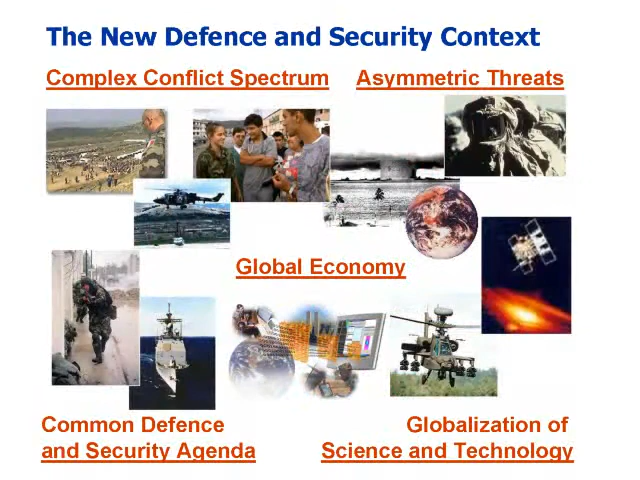 The New Defence and Security Context
Complex Conflict Spectrum
Asymmetric Threats
Global Economy
Common Defence
and Security Agenda
Globalization of
Science and Technology